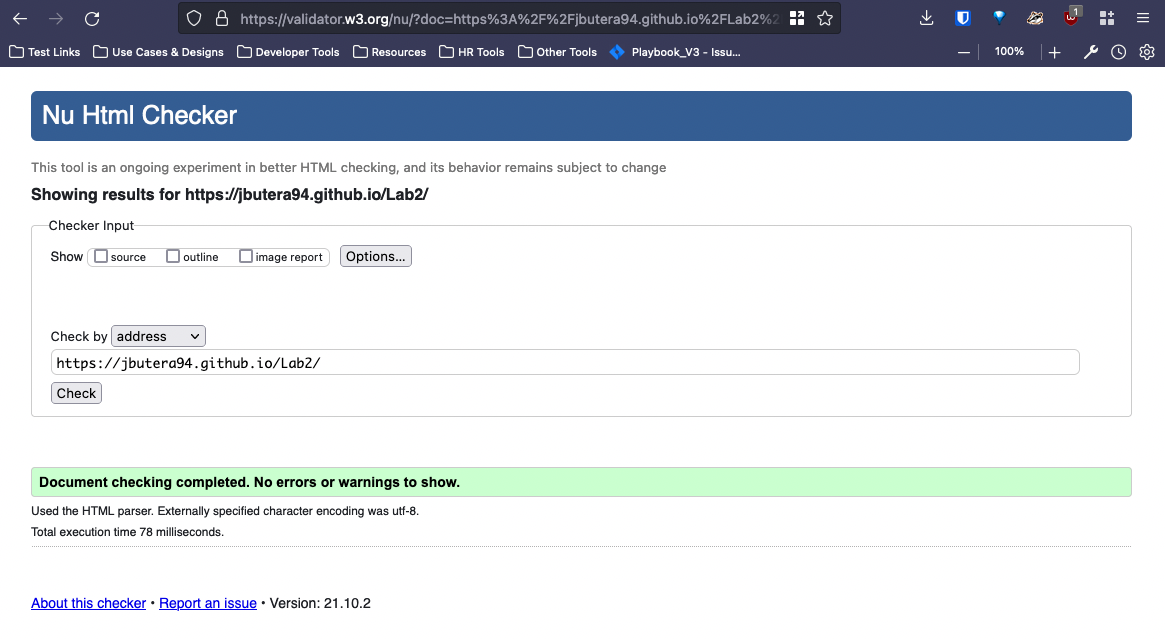 https://validator.w3.org/nu/?doc=https%3A%2F%2Fjbutera94.github.io%2FLab2%2
1
Test Links Use Cases & Designs Developer Tools Resources HR Tools Other Tools Playbook_V3 - Issu... 100%
Nu Html Checker
This tool is an ongoing experiment in better HTML checking, and its behavior remains subject to change
Showing results for https://jbutera94.github.io/Lab2/
Checker Input
Show source outline image report Options...
Check by address
https://jbutera94.github.io/Lab2/
Check
Document checking completed. No errors or warnings to show.
Used the HTML parser. Externally specified character encoding was utf-8.
Total execution time 78 milliseconds.
About this checker • Report an issue • Version: 21.10.2